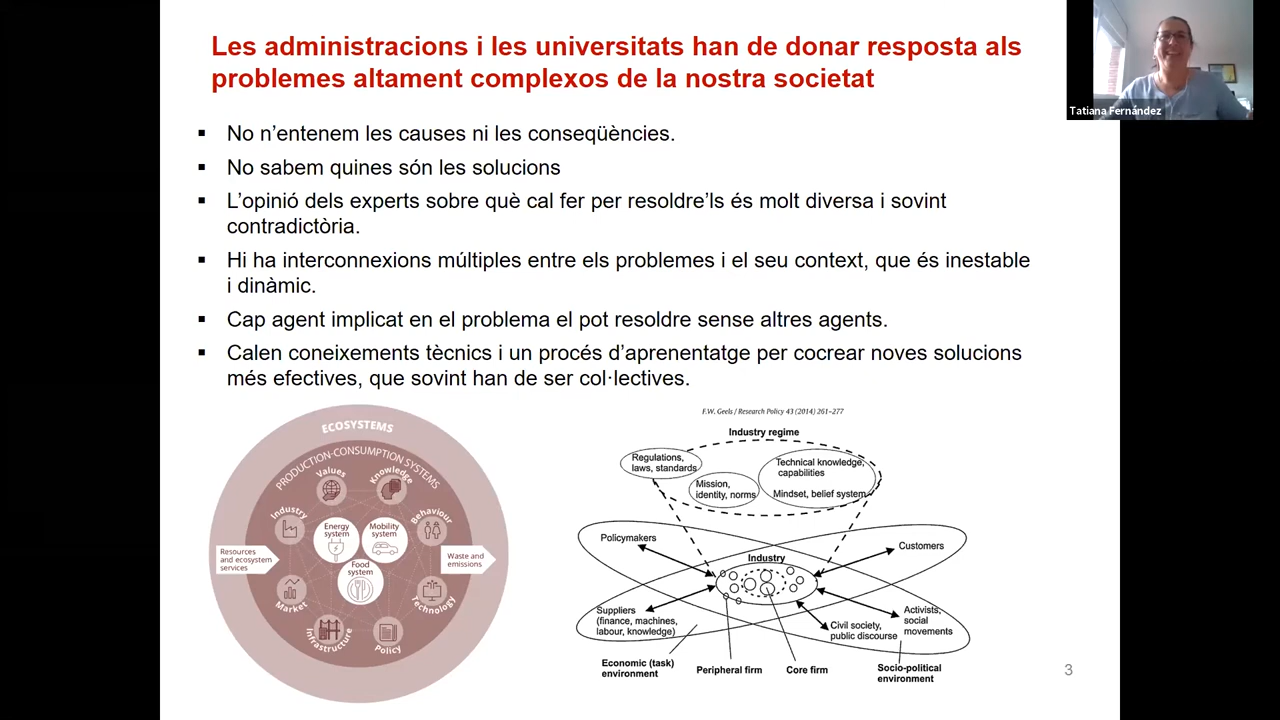 Les administracions i les universitats han de donar resposta als
problemes altament complexos de la nostra societat
Tatiana Fernández
▪ No n’entenem les causes ni les conseqüències.
▪ No sabem quines són les solucions
▪ L’opinió dels experts sobre què cal fer per resoldre’ls és molt diversa i sovint
contradictòria.
▪ Hi ha interconnexions múltiples entre els problemes i el seu context, que és inestable
i dinàmic.
▪ Cap agent implicat en el problema el pot resoldre sense altres agents.
▪ Calen coneixements tècnics i un procés d’aprenentatge per cocrear noves solucions
més efectives, que sovint han de ser col·lectives.
ECOSYSTEMS
PRODUCTION-CONSUMPTION SYSTEMS
Values
Knowledge
Industry
Behaviour
Energy
system
Mobility
system
Food
system
Resources
and ecosystem
services
Waste and
emissions
Market
Technology
Infrastructure
Policy
F.W. Geels / Research Policy 43 (2014) 261–277
Industry regime
Regulations,
laws, standards
Mission,
identity, norms
Technical knowledge,
capabilities
Mindset, belief system
Policymakers
Customers
Industry
Suppliers
(finance, machines,
labour, knowledge)
Civil society,
public discourse
Activists,
social
movements
Economic (task)
environment
Peripheral firm
Core firm
Socio-political
environment
3